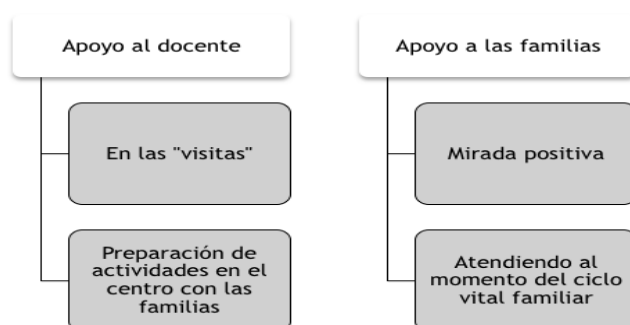 Apoyo al docente
En las "visitas"
Preparación de
actividades en el
centro con las
familias
Apoyo a las familias
Mirada positiva
Atendiendo al
momento del ciclo
vital familiar